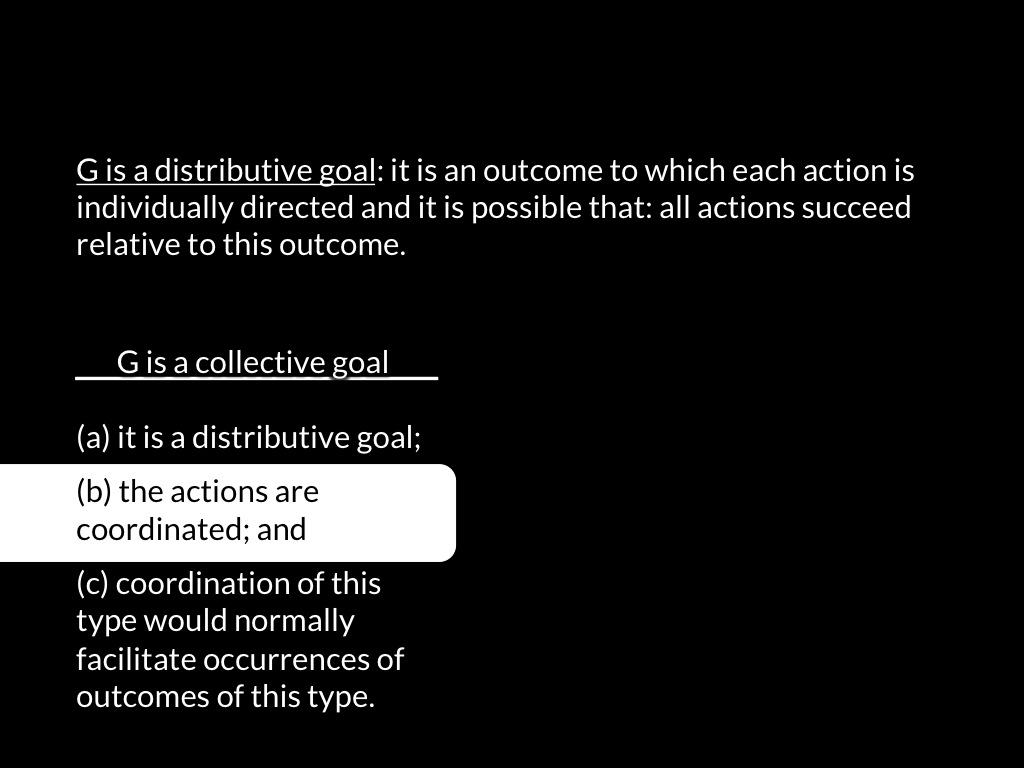 G is a distributive goal: it is an outcome to which each action is
individually directed and it is possible that: all actions succeed
relative to this outcome.
G is a collective goal
(a) it is a distributive goal;
(b) the actions are
coordinated; and
(c) coordination of this
type would normally
facilitate occurrences of
outcomes of this type.